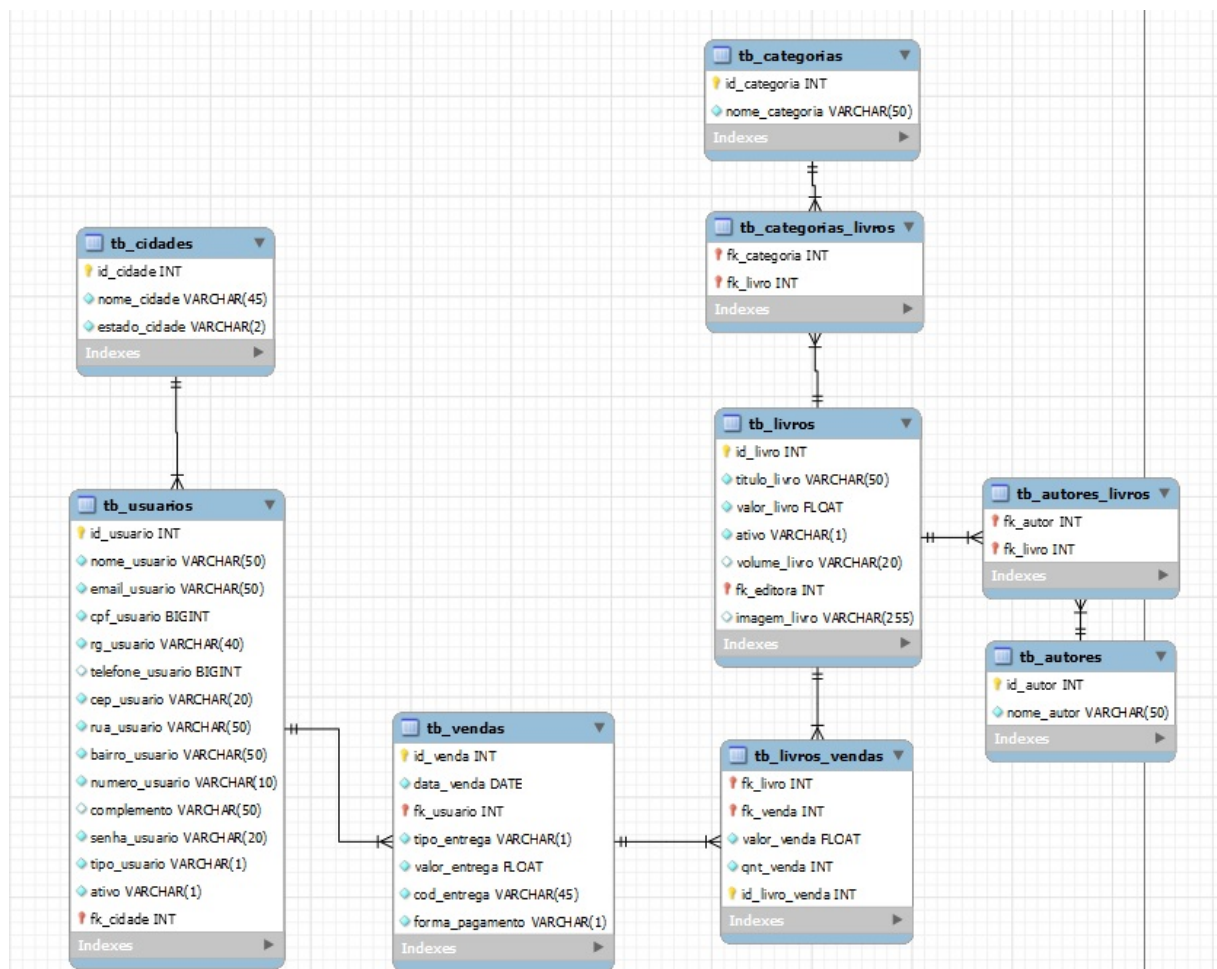 tb_categorias
id_categoria INT
nome_categoria VARCHAR(50)
Indexes
tb_categorias_livros
fk_categoria INT
fk_livro INT
Indexes
tb_cidades
id_cidade INT
nome_cidade VARCHAR(45)
estado_cidade VARCHAR(2)
Indexes
tb_livros
id_livro INT
titulo_livro VARCHAR(50)
valor_livro FLOAT
ativo VARCHAR(1)
volume_livro VARCHAR(20)
fk_editora INT
imagem_livro VARCHAR(255)
Indexes
tb_autores_livros
fk_autor INT
fk_livro INT
Indexes
tb_autores
id_autor INT
nome_autor VARCHAR(50)
Indexes
tb_usuarios
id_usuario INT
nome_usuario VARCHAR(50)
email_usuario VARCHAR(50)
cpf_usuario BIGINT
rg_usuario VARCHAR(40)
telefone_usuario BIGINT
cep_usuario VARCHAR(20)
rua_usuario VARCHAR(50)
bairro_usuario VARCHAR(50)
numero_usuario VARCHAR(10)
complemento VARCHAR(50)
senha_usuario VARCHAR(20)
tipo_usuario VARCHAR(1)
ativo VARCHAR(1)
fk_cidade INT
Indexes
tb_vendas
id_venda INT
data_venda DATE
fk_usuario INT
tipo_entrega VARCHAR(1)
valor_entrega FLOAT
cod_entrega VARCHAR(45)
forma_pagamento VARCHAR(1)
Indexes
tb_livros_vendas
fk_livro INT
fk_venda INT
valor_venda FLOAT
qnt_venda INT
id_livro_venda INT
Indexes